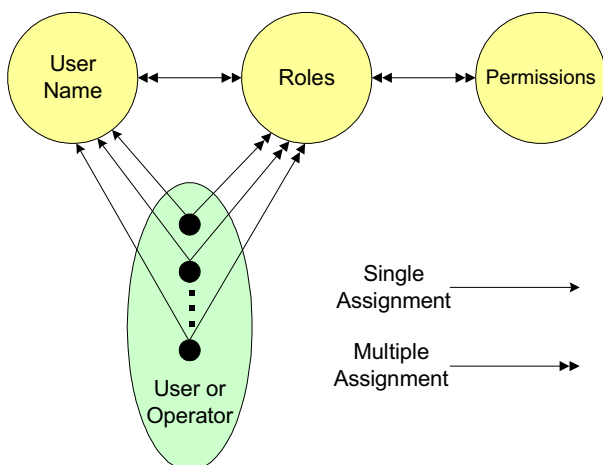 User
Name
Roles
Permissions
Single
Assignment
Multiple
Assignment
User or
Operator